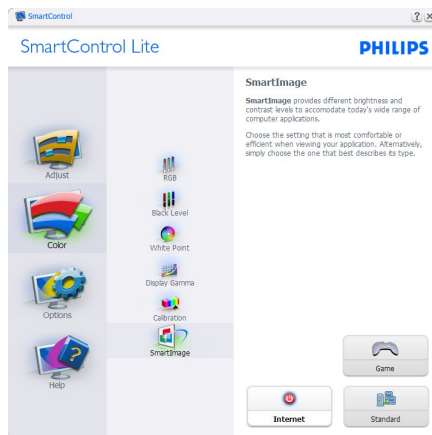 SmartControl
SmartControl Lite
PHILIPS
Adjust
Color
Options
Help
RGB
Black Level
White Point
Display Gamma
Calibration
SmartImage
SmartImage
SmartImage provides different brightness and
contrast levels to accomodate today's wide range of
computer applications.
Choose the setting that is most comfortable or
efficient when viewing your application. Alternatively,
simply choose the one that best describes its type.
Game
Internet
Standard